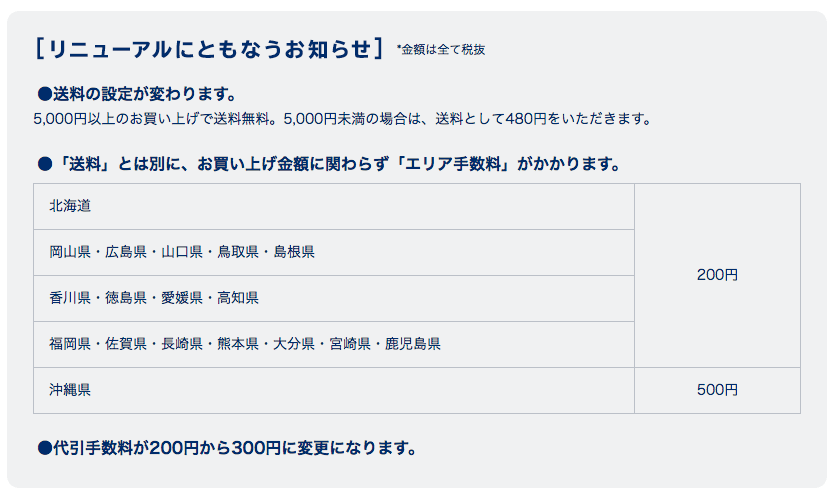 [リニューアルにともなうお知らせ] *金額は全て税抜
●送料の設定が変わります。
5,000円以上のお買い上げで送料無料。5,000円未満の場合は、送料として480円をいただきます。
●「送料」とは別に、お買い上げ金額に関わらず「エリア手数料」がかかります。
北海道
岡山県・広島県・山口県・鳥取県・島根県
200円
香川県・徳島県・愛媛県・高知県
福岡県・佐賀県・長崎県・熊本県・大分県・宮崎県・鹿児島県
沖縄県 500円
●代引手数料が200円から300円に変更になります。